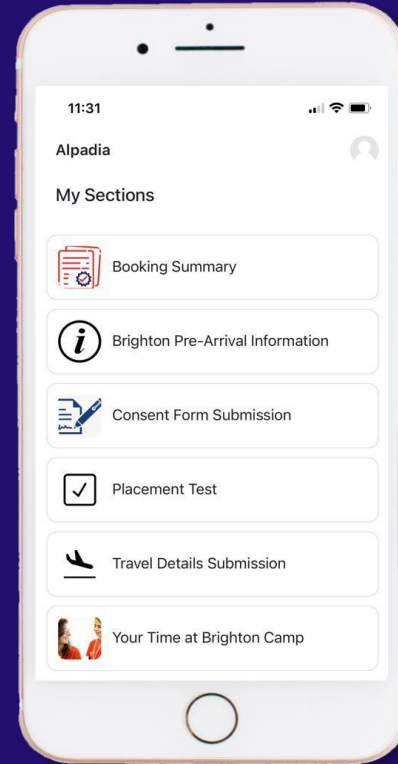 11:31
Alpadia
My Sections
Booking Summary
Brighton Pre-Arrival Information
Consent Form Submission
Placement Test
Travel Details Submission
Your Time at Brighton Camp